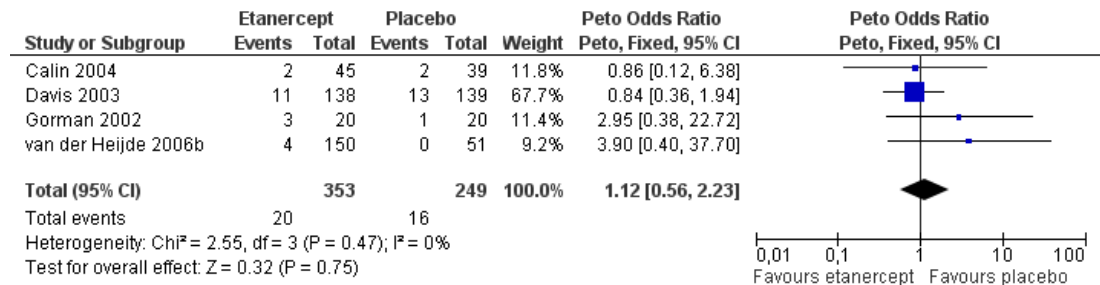 Etanercept Placebo Peto Odds Ratio Peto Odds Ratio
Study or Subgroup Events Total Events Total Weight Peto, Fixed, 95% CI Peto, Fixed, 95% CI
Calin 2004 2 45 2 39 11.8% 0.86 [0.12, 6.38]
Davis 2003 11 138 13 139 67.7% 0.84 [0.36, 1.94]
Gorman 2002 3 20 1 20 11.4% 2.95 [0.38, 22.72]
van der Heijde 2006b 4 150 0 51 9.2% 3.90 [0.40, 37.70]
Total (95% CI) 353 249 100.0% 1.12 [0.56, 2.23]
Total events 20 16
Heterogeneity: Chi² = 2.55, df = 3 (P = 0.47); I² = 0%
Test for overall effect: Z = 0.32 (P = 0.75)
0,01 0,1 1 10 100
Favours etanercept Favours placebo